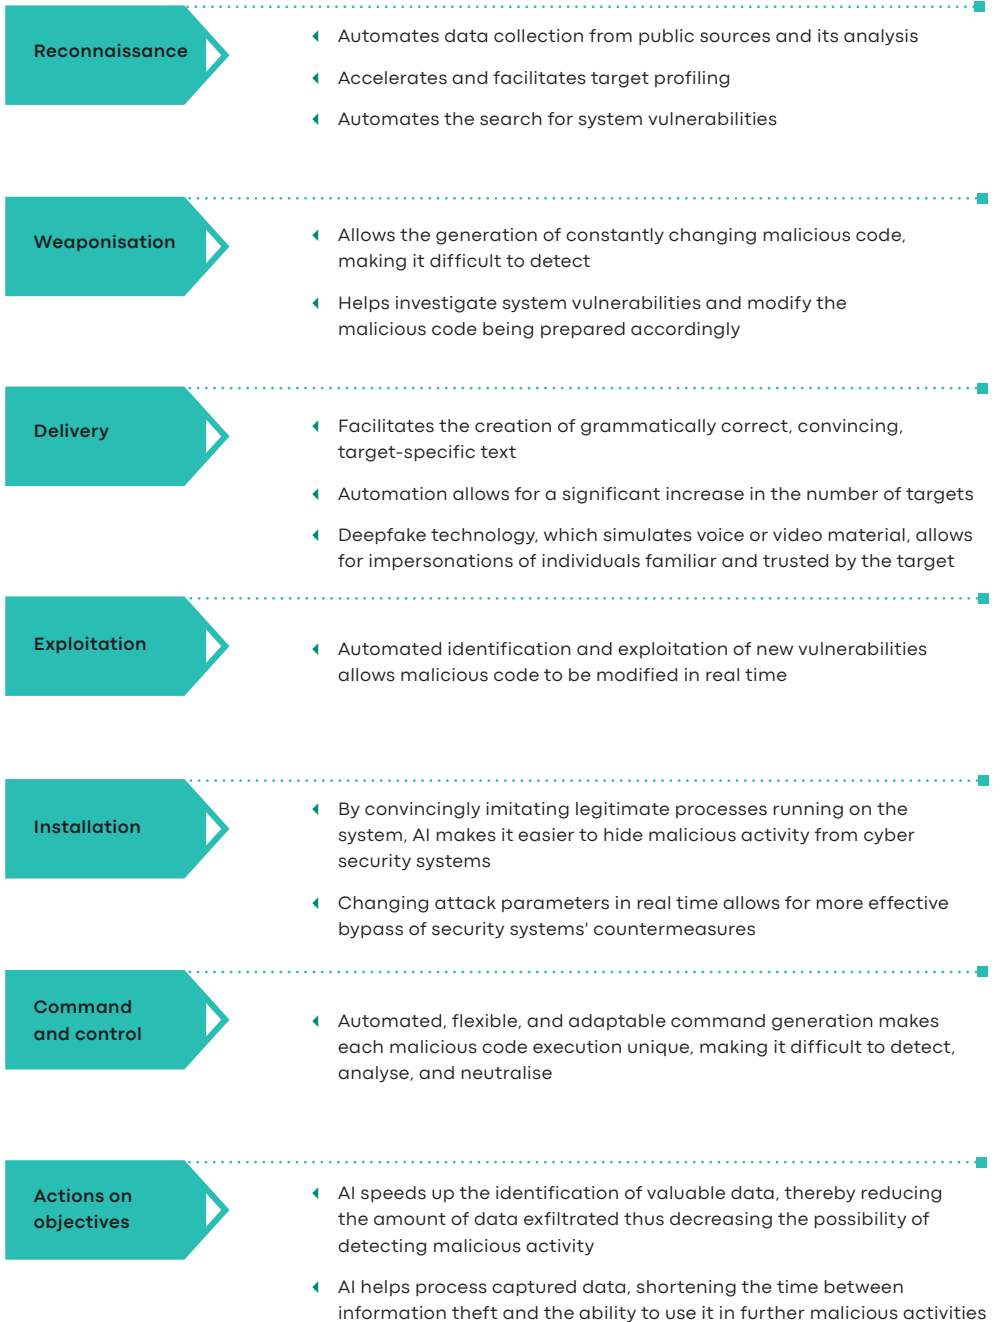 Reconnaissance
Automates data collection from public sources and its analysis
Accelerates and facilitates target profiling
Automates the search for system vulnerabilities
Weaponisation
Allows the generation of constantly changing malicious code,
making it difficult to detect
Helps investigate system vulnerabilities and modify the
malicious code being prepared accordingly
Delivery
Facilitates the creation of grammatically correct, convincing,
target-specific text
Automation allows for a significant increase in the number of targets
Deepfake technology, which simulates voice or video material, allows
for impersonations of individuals familiar and trusted by the target
Exploitation
Automated identification and exploitation of new vulnerabilities
allows malicious code to be modified in real time
Installation
By convincingly imitating legitimate processes running on the
system, AI makes it easier to hide malicious activity from cyber
security systems
Changing attack parameters in real time allows for more effective
bypass of security systems' countermeasures
Command
and control
Automated, flexible, and adaptable command generation makes
each malicious code execution unique, making it difficult to detect,
analyse, and neutralise
Actions on
objectives
AI speeds up the identification of valuable data, thereby reducing
the amount of data exfiltrated thus decreasing the possibility of
detecting malicious activity
AI helps process captured data, shortening the time between
information theft and the ability to use it in further malicious activities